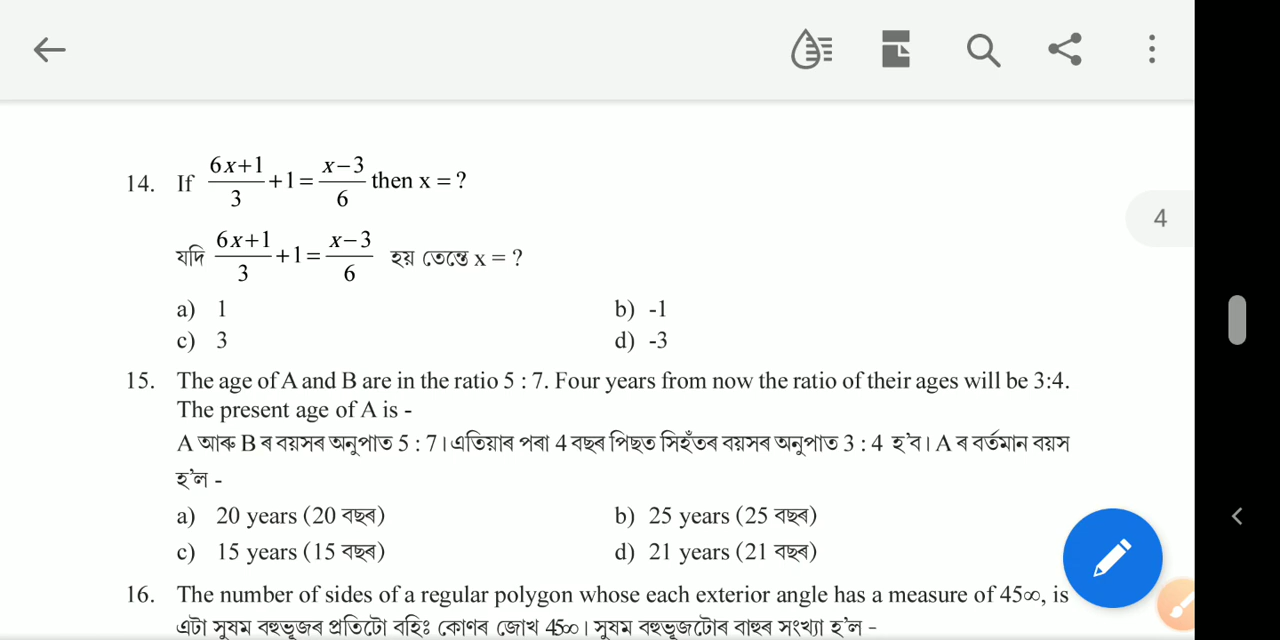 14. If (6x+1)/3 + 1 = (x−3)/6 then x = ?
যদি (6x+1)/3 + 1 = (x−3)/6 হয় তেন্তে x = ?
a) 1 b) -1
c) 3 d) -3
15. The age of A and B are in the ratio 5 : 7. Four years from now the ratio of their ages will be 3:4.
The present age of A is -
A আৰু B ৰ বয়সৰ অনুপাত 5 : 7। এতিয়াৰ পৰা 4 বছৰ পিছত সিহঁতৰ বয়সৰ অনুপাত 3 : 4 হ’ব। A ৰ বৰ্তমান বয়স
হ’ল -
a) 20 years (20 বছৰ) b) 25 years (25 বছৰ)
c) 15 years (15 বছৰ) d) 21 years (21 বছৰ)
16. The number of sides of a regular polygon whose each exterior angle has a measure of 45∞, is
এটা সুষম বহুভূজৰ প্ৰতিটো বহিঃ কোণৰ জোখ 45∞। সুষম বহুভূজটোৰ বাহুৰ সংখ্যা হ’ল -
4